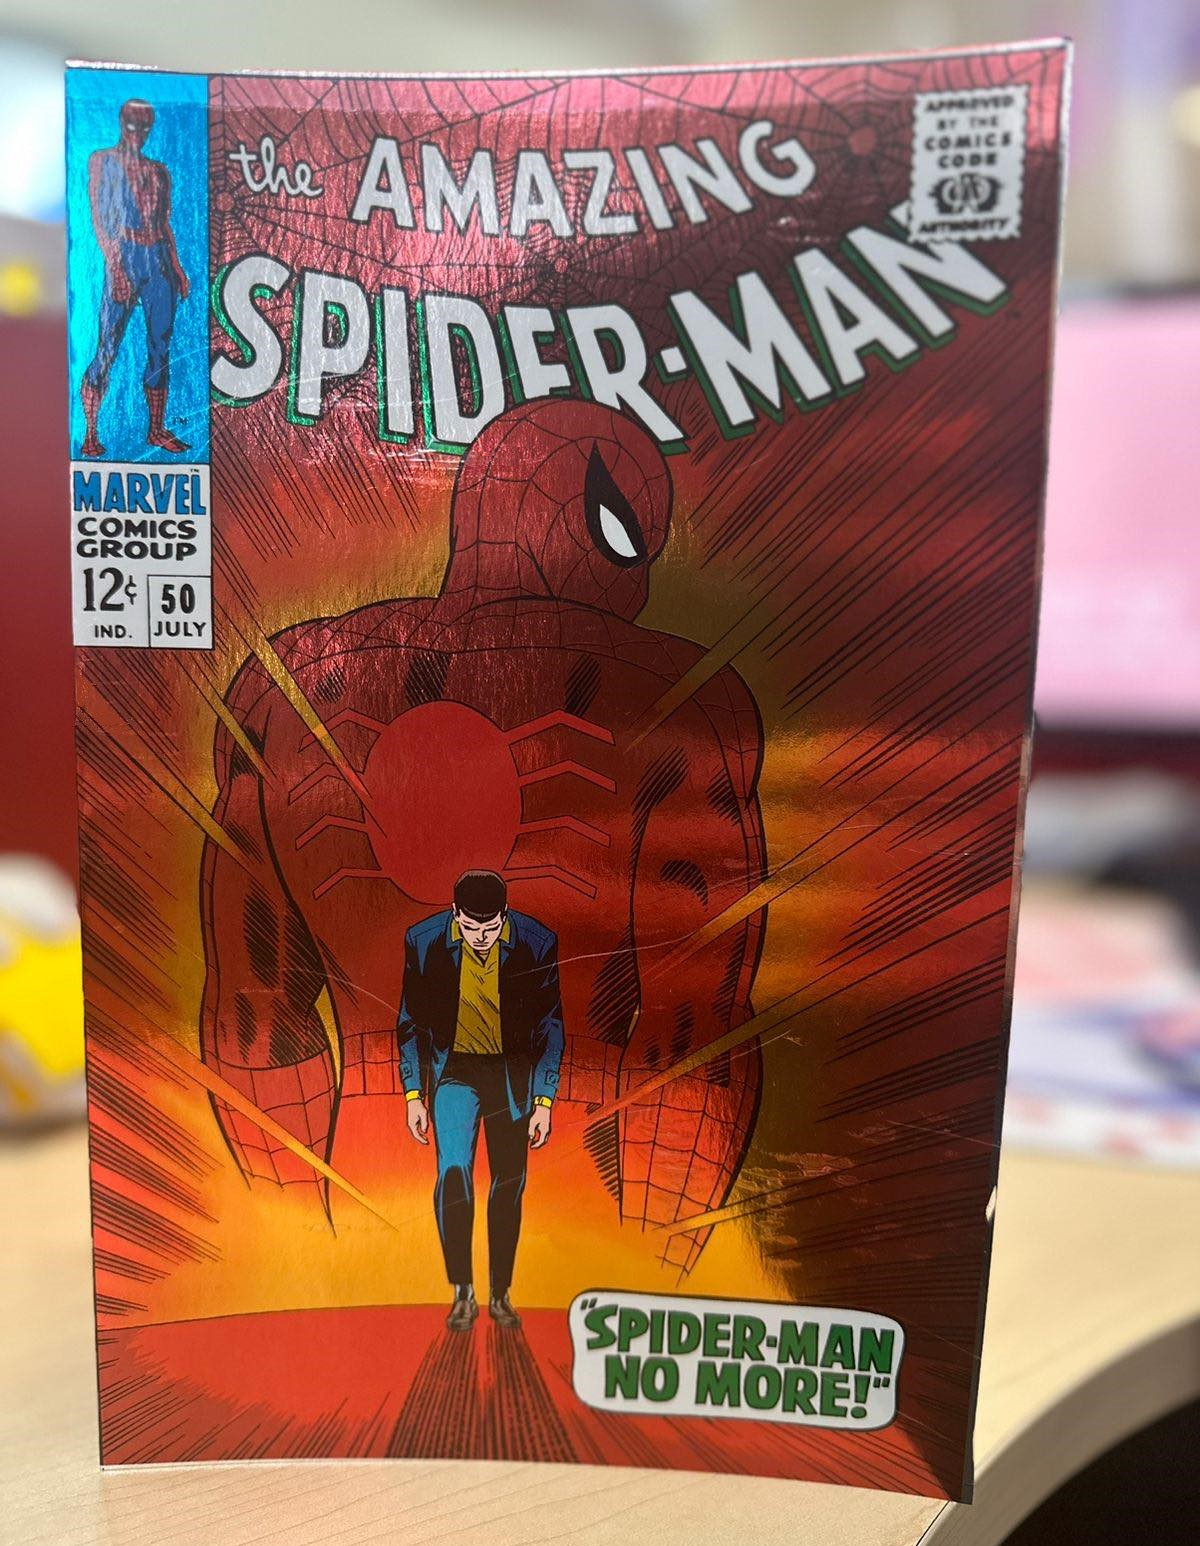 the AMAZING
SPIDER-MAN
APPROVED
BY THE
COMICS
CODE
AUTHORITY
MARVEL
COMICS
GROUP
12¢
IND.
50
JULY
"SPIDER-MAN
NO MORE!"